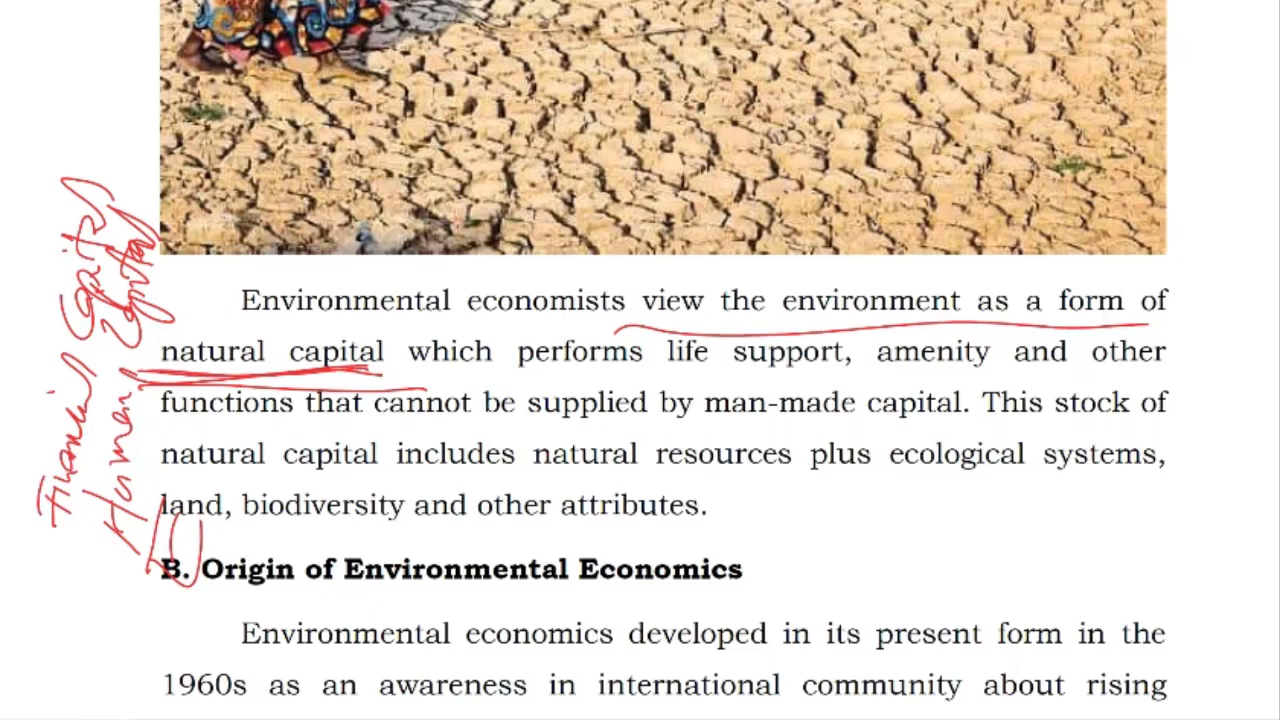 Environmental economists view the environment as a form of
natural capital which performs life support, amenity and other
functions that cannot be supplied by man-made capital. This stock of
natural capital includes natural resources plus ecological systems,
land, biodiversity and other attributes.
B. Origin of Environmental Economics
Environmental economics developed in its present form in the
1960s as an awareness in international community about rising
Financial Capital
Human Capital